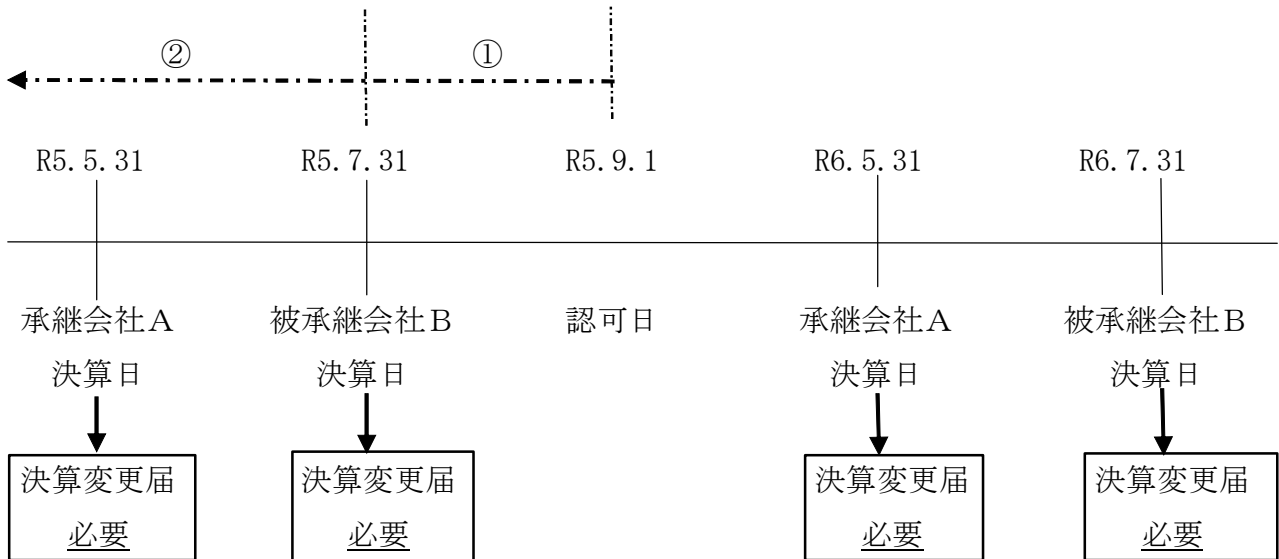 ② ①
R5.5.31 R5.7.31 R5.9.1 R6.5.31 R6.7.31
承継会社A 被承継会社B 認可日 承継会社A 被承継会社B
決算日 決算日 決算日 決算日
決算変更届 決算変更届 決算変更届 決算変更届
必要 必要 必要 必要